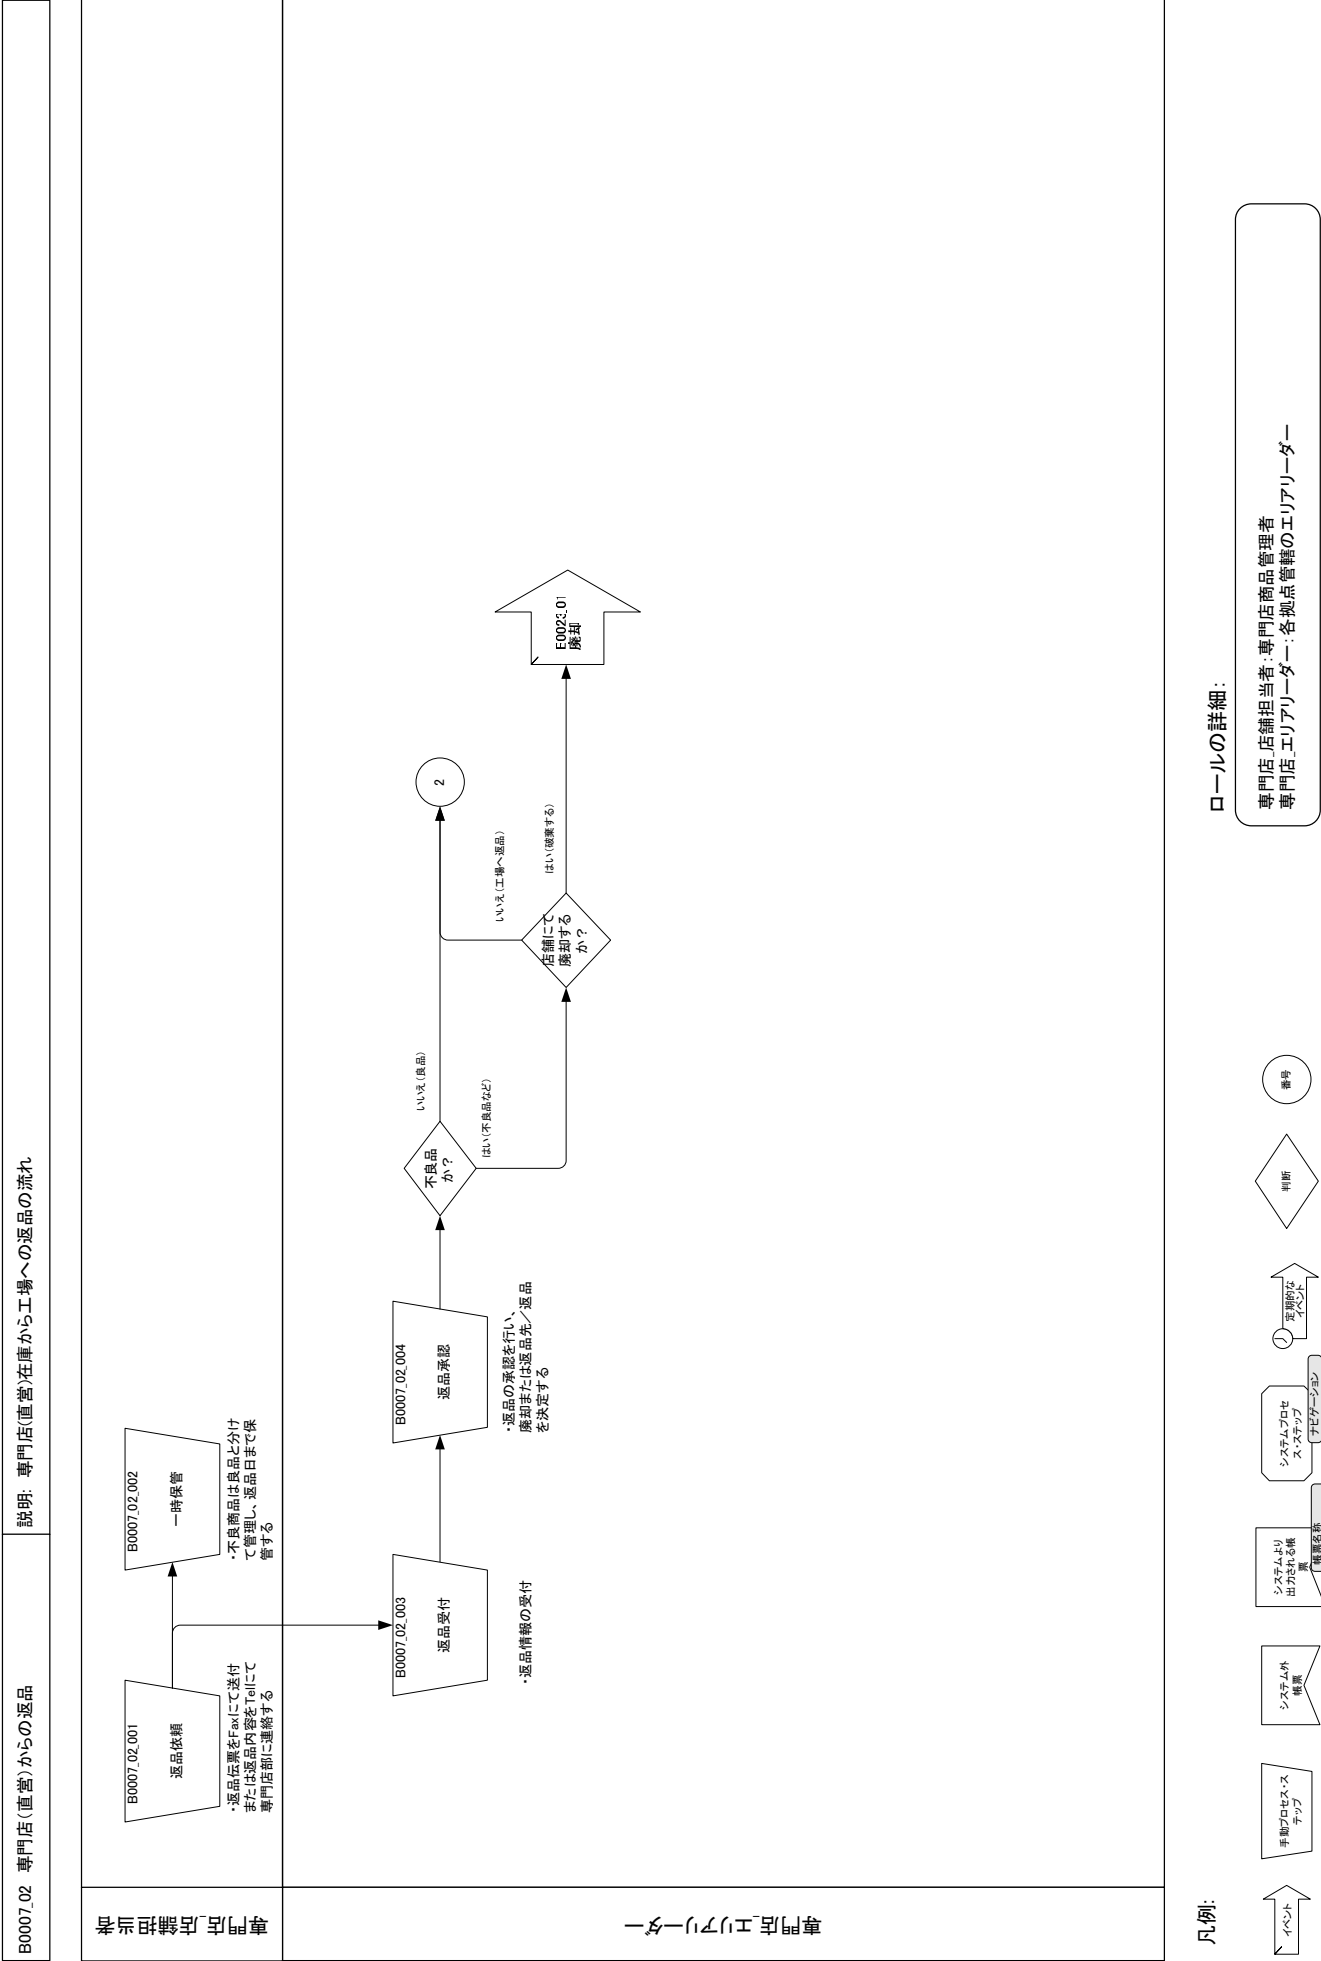 B0007_02 専門店(直営)からの返品
説明: 専門店(直営)在庫から工場への返品の流れ
専門店_店舗担当者
B0007_02_001
返品依頼
・返品伝票をFaxにて送付
または返品内容をTelにて
専門店部に連絡する
B0007_02_002
一時保管
・不良商品は良品と分け
て管理し、返品日まで保
管する
専門店_エリアリーダー
B0007_02_003
返品受付
・返品情報の受付
B0007_02_004
返品承認
・返品の承認を行い、
廃却または返品先／返品
を決定する
不良品
か？
いいえ(良品)
はい(不良品など)
店舗にて
廃却する
か？
いいえ(工場へ返品)
はい(破棄する)
2
E0023_01
廃却
凡例:
イベント
手動プロセス・ス
テップ
システム外
帳票
システムより
出力される帳
票
帳票名称
システムプロセ
ス・ステップ
ナビゲーション
定期的な
イベント
判断
番号
ロールの詳細:
専門店_店舗担当者:専門店商品管理者
専門店_エリアリーダー:各拠点管轄のエリアリーダー